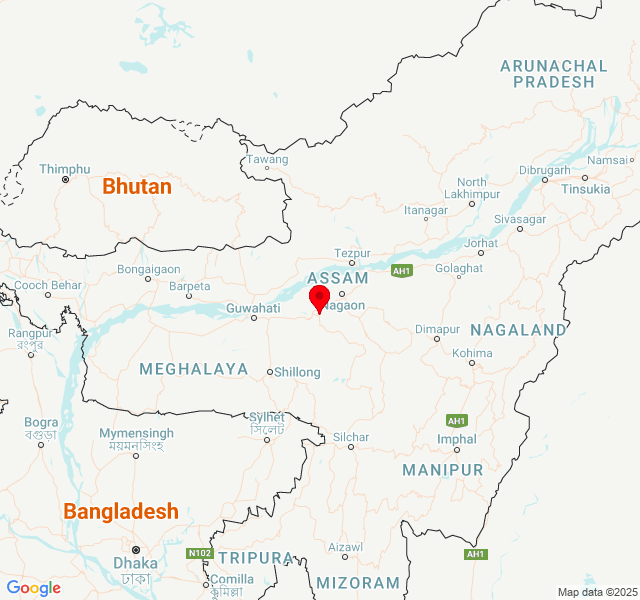 ARUNACHAL
PRADESH
Tawang
Namsai
Thimphu
Dibrugarh
Bhutan
North
Lakhimpur
Tinsukia
Itanagar
Sivasagar
Tezpur
Jorhat
Bongaigaon
AH1
Golaghat
ASSAM
Cooch Behar
Barpeta
Nagaon
Guwahati
Rangpur
রংপুর
Dimapur
NAGALAND
Kohima
MEGHALAYA
Shillong
Bogra
বগুড়া
Sylhet
সিলেট
AH1
Mymensingh
ময়মনসিংহ
Silchar
Imphal
MANIPUR
Bangladesh
Dhaka
ঢাকা
N102
TRIPURA
Aizawl
AH1
Comilla
কুমিল্লা
MIZORAM
Google
Map data ©2025